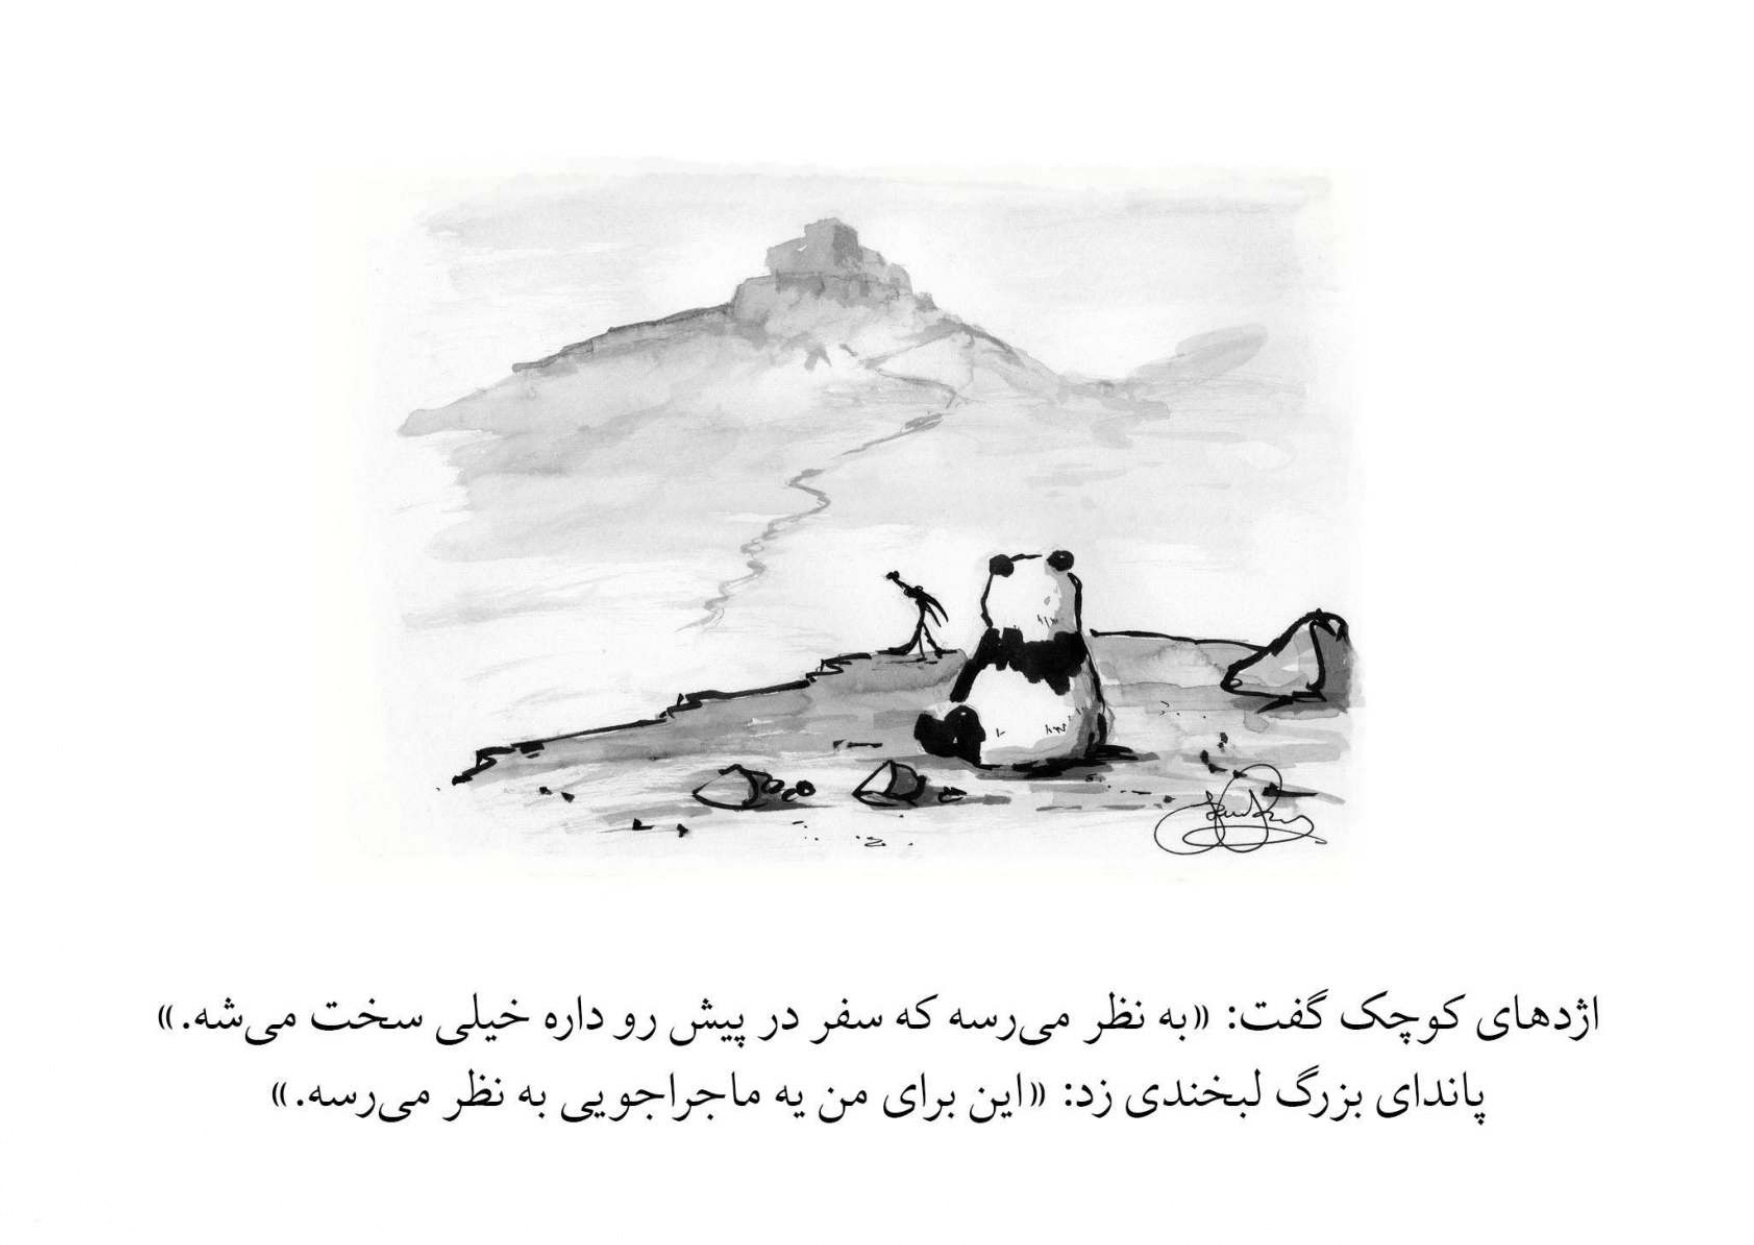 اژدهای کوچک گفت: «به نظر می‌رسه که سفر در پیش رو داره خیلی سخت می‌شه.»
پاندای بزرگ لبخندی زد: «این برای من یه ماجراجویی به نظر می‌رسه.»